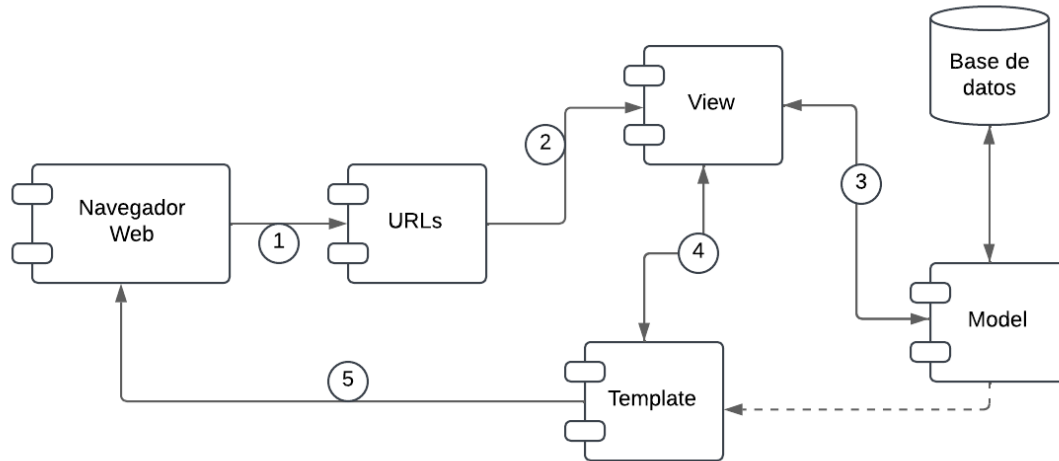 Base de
datos
View
2
3
Navegador
Web
URLs
1
4
Model
5
Template